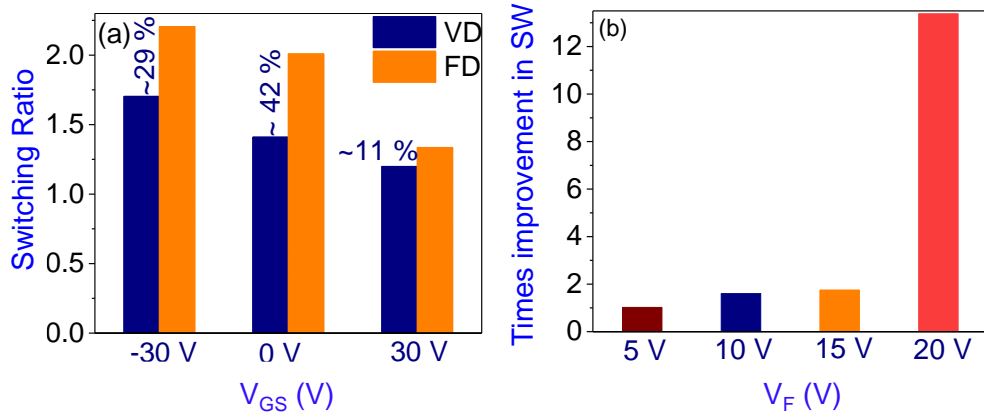 (a)
VD
FD
~29 %
~ 42 %
~11 %
Switching Ratio
2.0
1.5
1.0
0.5
0.0
-30 V 0 V 30 V
V_GS (V)
(b)
Times improvement in SW
12
10
8
6
4
2
0
5 V 10 V 15 V 20 V
V_F (V)